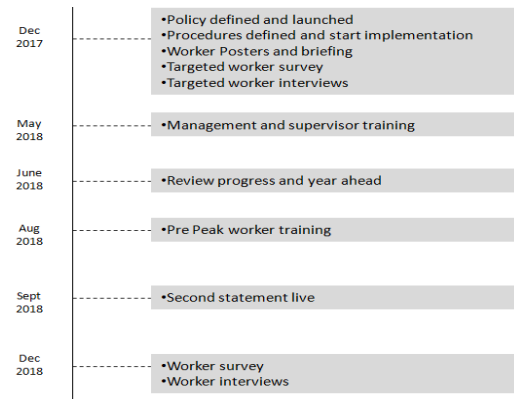 Dec
2017
•Policy defined and launched
•Procedures defined and start implementation
•Worker Posters and briefing
•Targeted worker survey
•Targeted worker interviews
May
2018
•Management and supervisor training
June
2018
•Review progress and year ahead
Aug
2018
•Pre Peak worker training
Sept
2018
•Second statement live
Dec
2018
•Worker survey
•Worker interviews